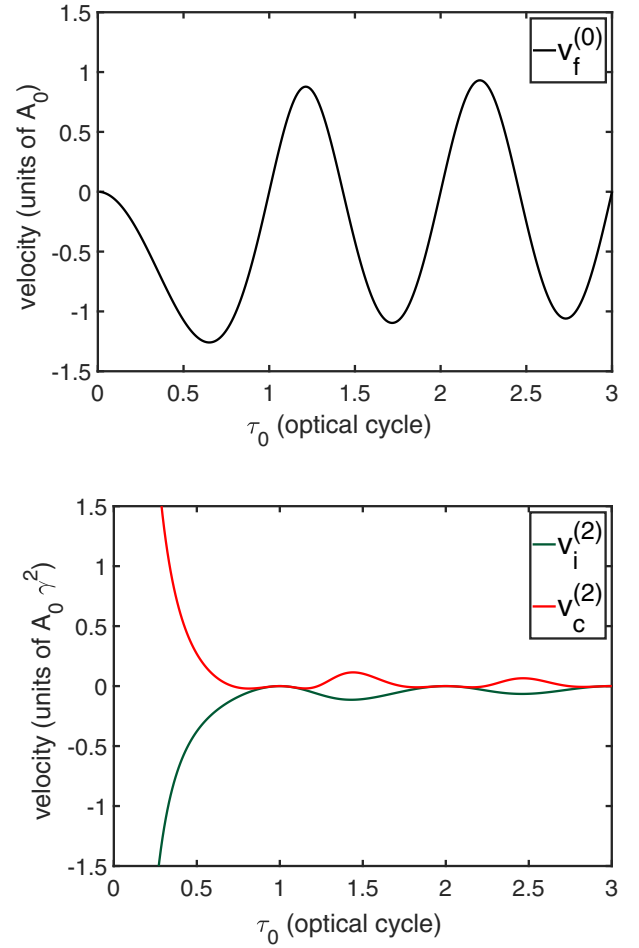 1.5
1
0.5
0
-0.5
-1
-1.5
velocity (units of A_0)
v_f^(0)
0 0.5 1 1.5 2 2.5 3
τ_0 (optical cycle)
1.5
1
0.5
0
-0.5
-1
-1.5
velocity (units of A_0 γ^2)
v_i^(2)
v_c^(2)
0 0.5 1 1.5 2 2.5 3
τ_0 (optical cycle)